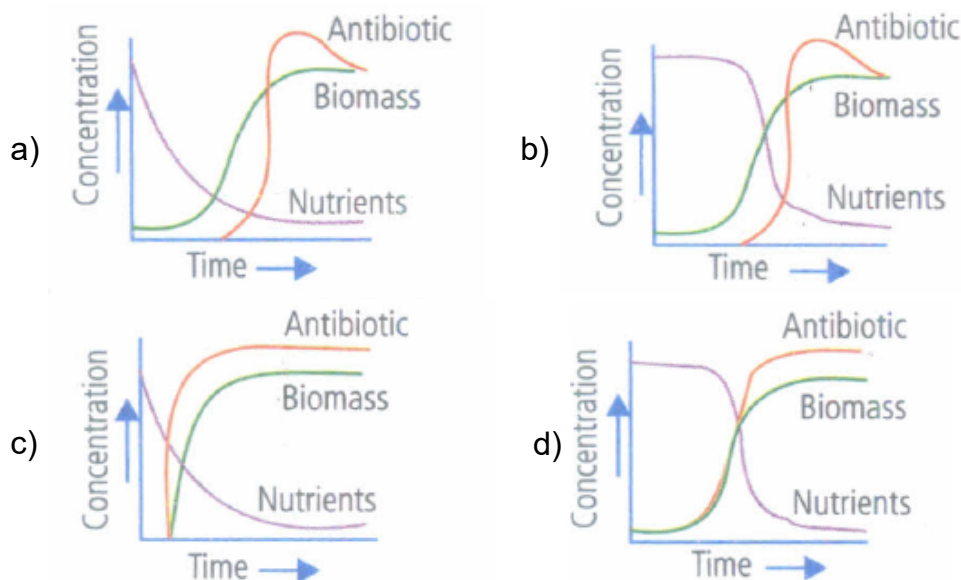 a)
Concentration
Antibiotic
Biomass
Nutrients
Time
b)
Concentration
Antibiotic
Biomass
Nutrients
Time
c)
Concentration
Antibiotic
Biomass
Nutrients
Time
d)
Concentration
Antibiotic
Biomass
Nutrients
Time